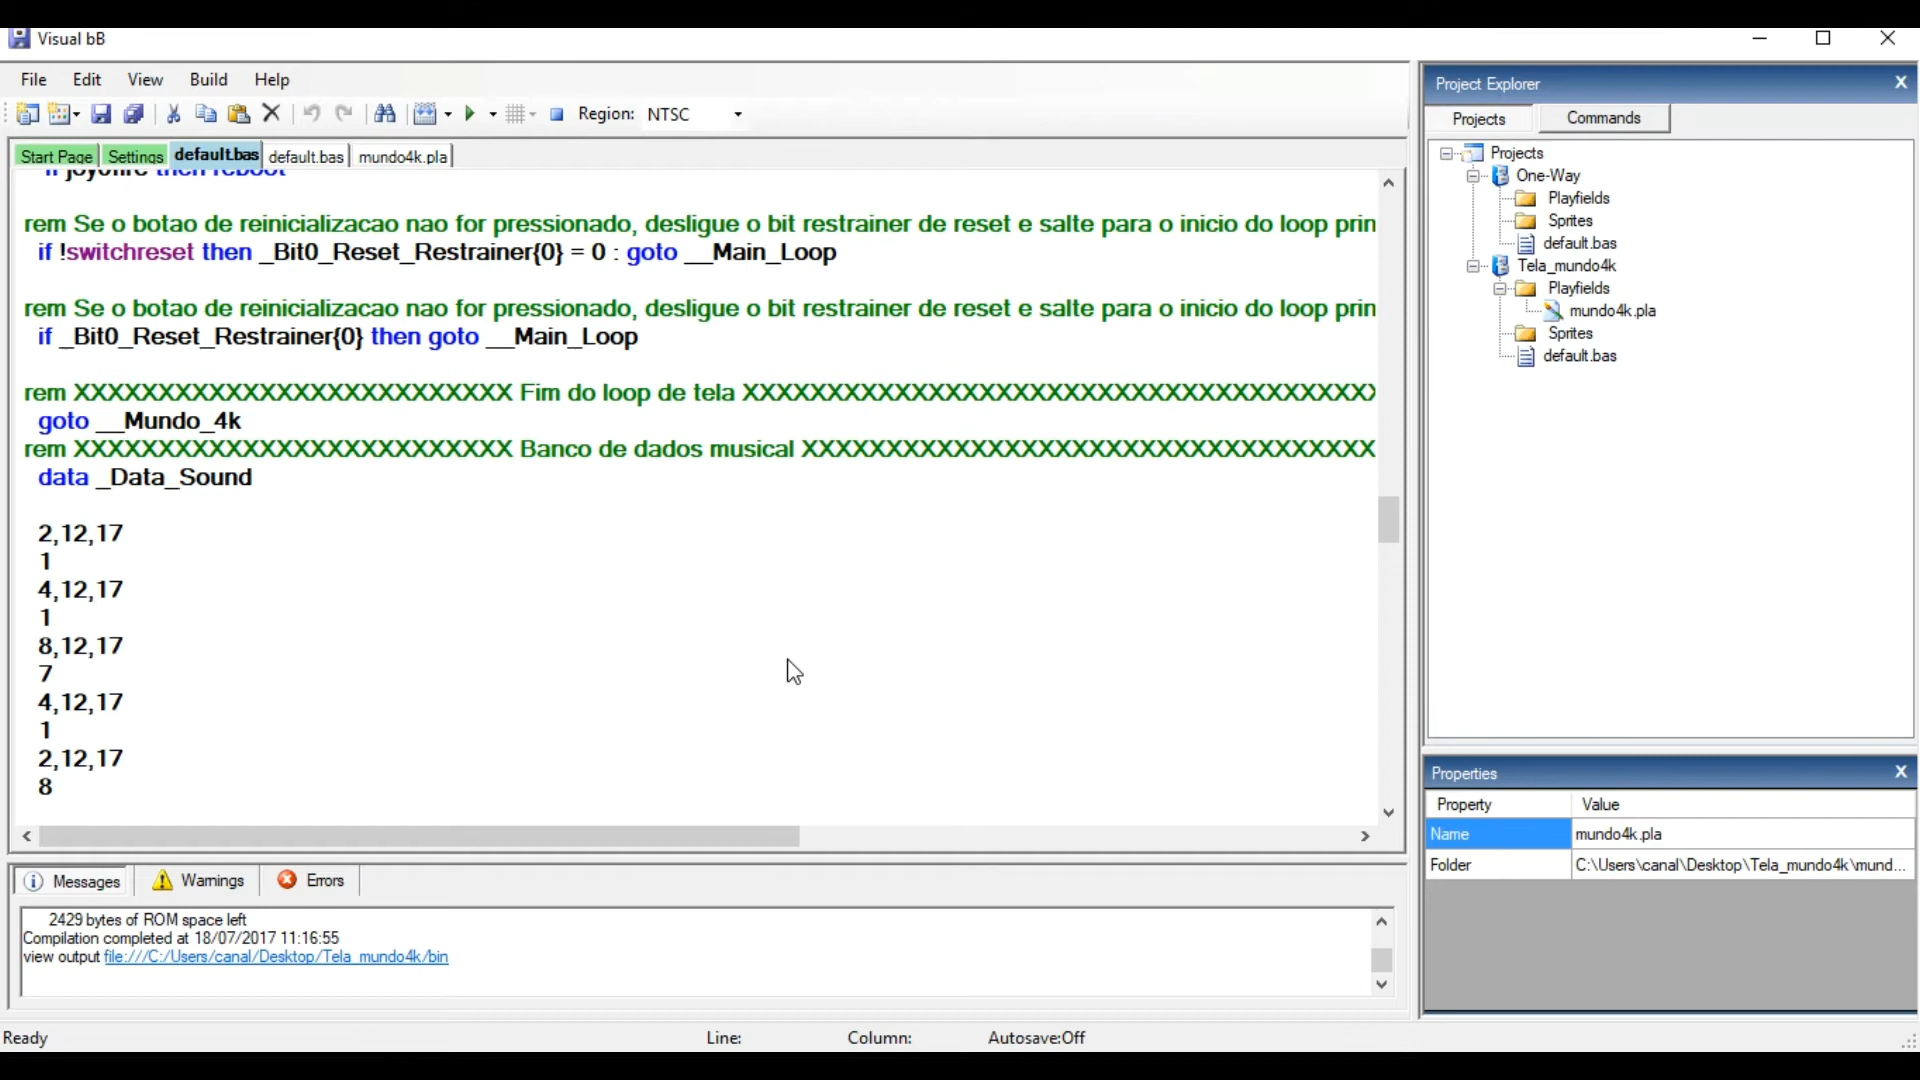 Visual bB
File Edit View Build Help
Region: NTSC
Start Page Settings default.bas default.bas mundo4k.pla
if joy0fire then reboot
rem Se o botao de reinicializacao nao for pressionado, desligue o bit restrainer de reset e salte para o inicio do loop prin
if !switchreset then _Bit0_Reset_Restrainer{0} = 0 : goto __Main_Loop
rem Se o botao de reinicializacao nao for pressionado, desligue o bit restrainer de reset e salte para o inicio do loop prin
if _Bit0_Reset_Restrainer{0} then goto __Main_Loop
rem XXXXXXXXXXXXXXXXXXXXXXXXXX Fim do loop de tela XXXXXXXXXXXXXXXXXXXXXXXXXXXXXXXXXXXXXX
goto __Mundo_4k
rem XXXXXXXXXXXXXXXXXXXXXXXXXX Banco de dados musical XXXXXXXXXXXXXXXXXXXXXXXXXXXXXXXXXX
data _Data_Sound
2,12,17
1
4,12,17
1
8,12,17
7
4,12,17
1
2,12,17
8
Messages Warnings Errors
2429 bytes of ROM space left
Compilation completed at 18/07/2017 11:16:55
view output file:///C:/Users/canal/Desktop/Tela_mundo4k/bin
Ready Line: Column: Autosave:Off
Project Explorer
Projects Commands
Projects
One-Way
Playfields
Sprites
default.bas
Tela_mundo4k
Playfields
mundo4k.pla
Sprites
default.bas
Properties
Property Value
Name mundo4k.pla
Folder C:\Users\canal\Desktop\Tela_mundo4k\mund...